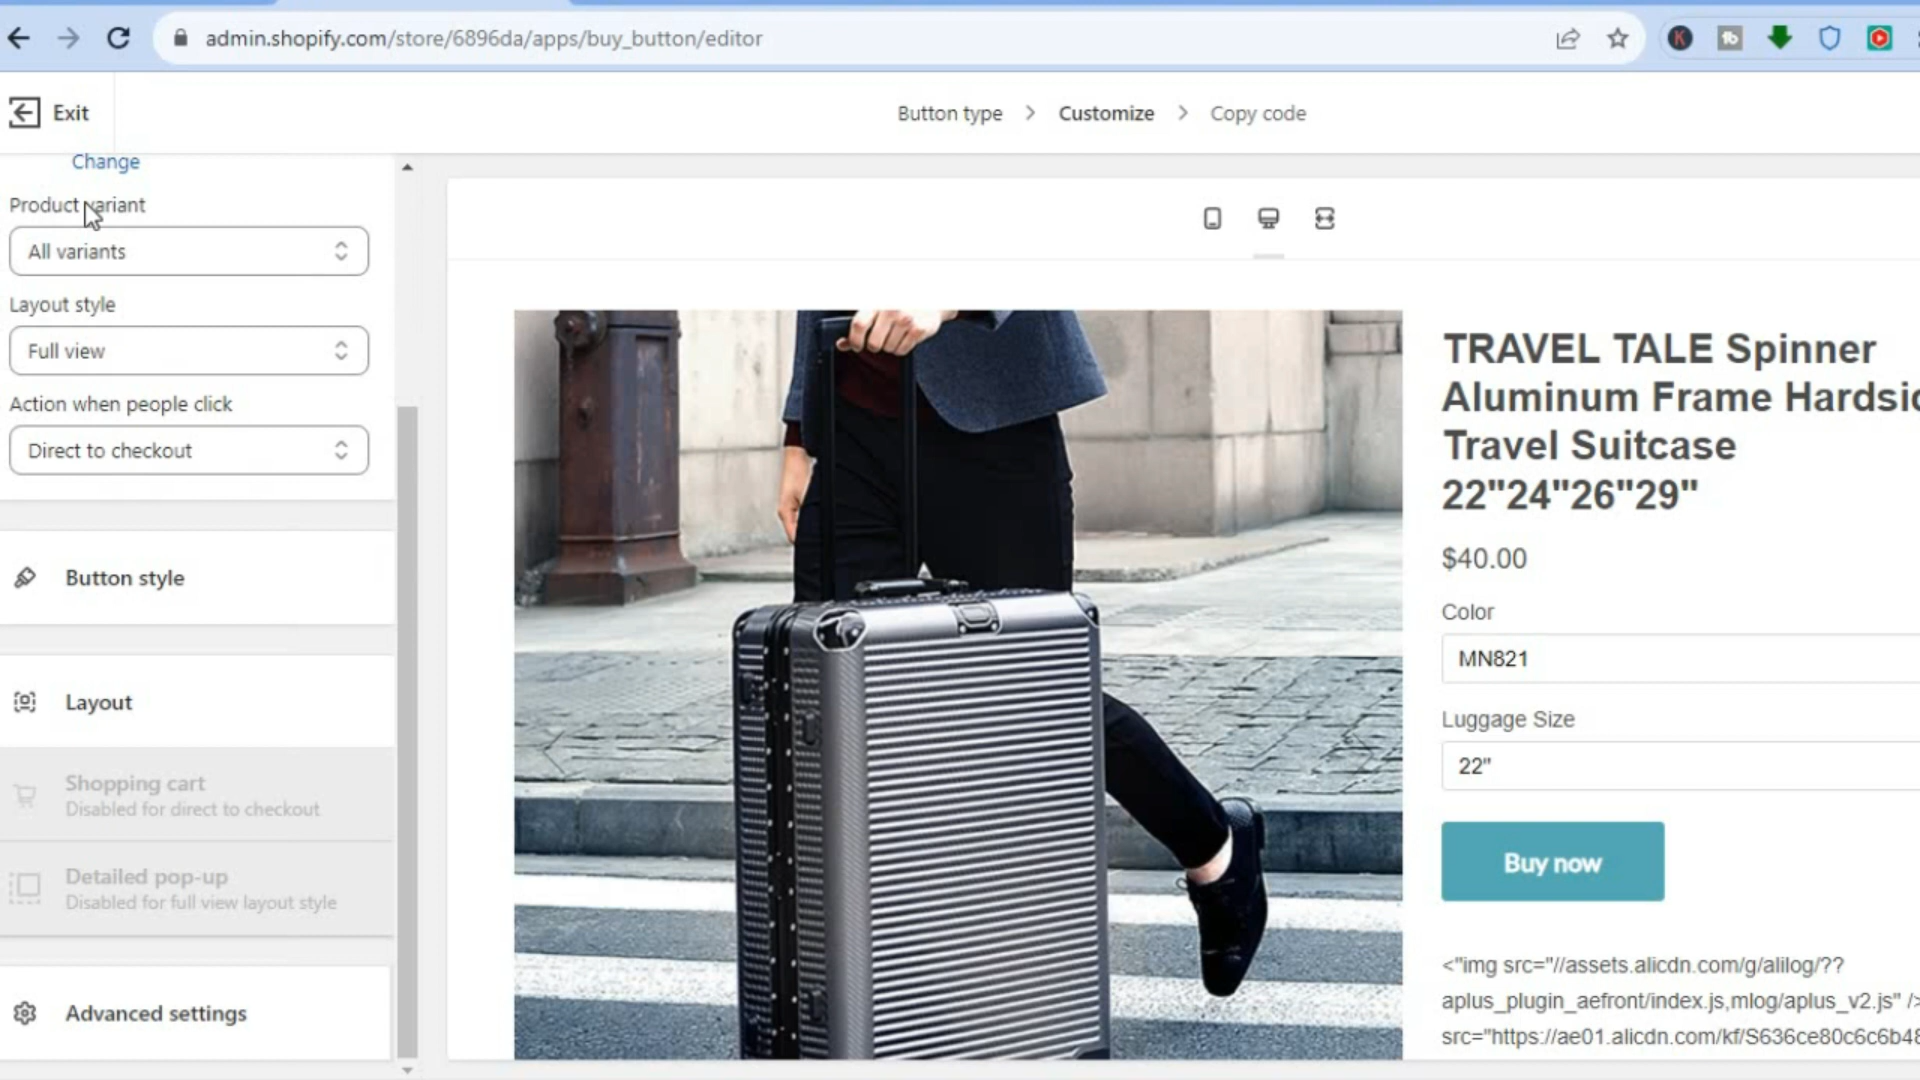 admin.shopify.com/store/6896da/apps/buy_button/editor
Exit
Button type > Customize > Copy code
Change
Product variant
All variants
Layout style
Full view
Action when people click
Direct to checkout
Button style
Layout
Shopping cart
Disabled for direct to checkout
Detailed pop-up
Disabled for full view layout style
Advanced settings
TRAVEL TALE Spinner
Aluminum Frame Hardsi
Travel Suitcase
22"24"26"29"
$40.00
Color
MN821
Luggage Size
22"
Buy now
<"img src="//assets.alicdn.com/g/alilog/??
aplus_plugin_aefront/index.js,mlog/aplus_v2.js" />
src="https://ae01.alicdn.com/kf/S636ce80c6c6b48